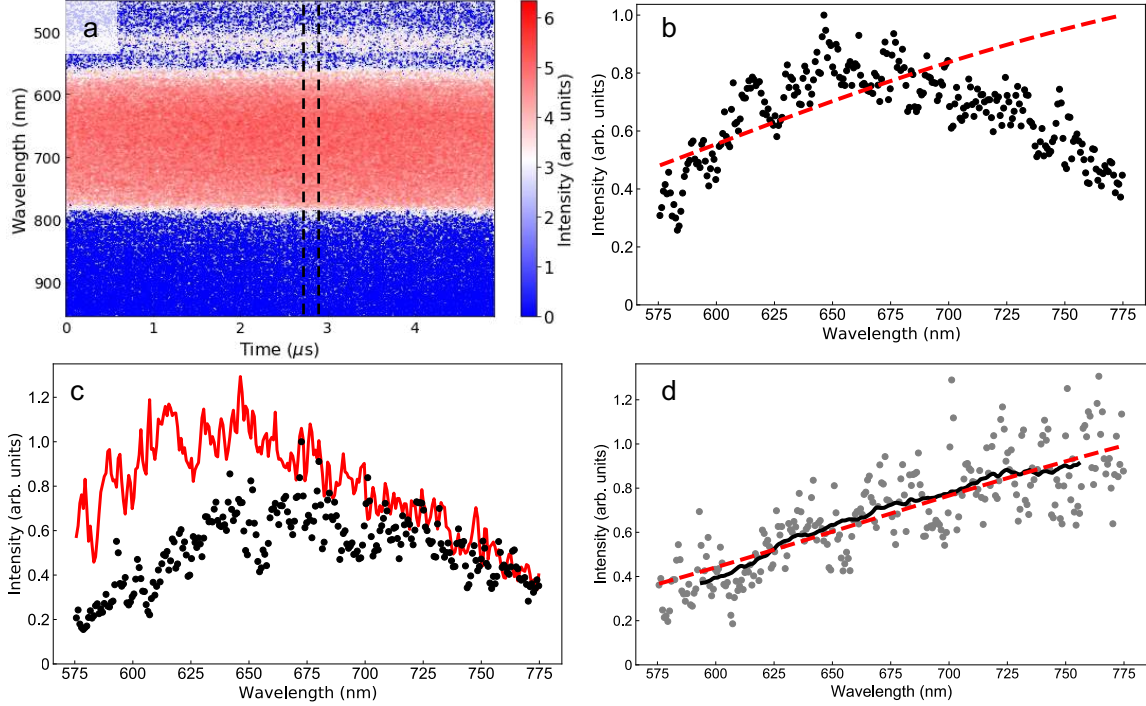 a
500
600
700
800
900
Wavelength (nm)
0 1 2 3 4
Time (μs)
6
5
4
3
2
1
0
Intensity (arb. units)
b
1.0
0.8
0.6
0.4
0.2
0
Intensity (arb. units)
575 600 625 650 675 700 725 750 775
Wavelength (nm)
c
1.2
1.0
0.8
0.6
0.4
0.2
0
Intensity (arb. units)
575 600 625 650 675 700 725 750 775
Wavelength (nm)
d
1.2
1.0
0.8
0.6
0.4
0.2
0
Intensity (arb. units)
575 600 625 650 675 700 725 750 775
Wavelength (nm)